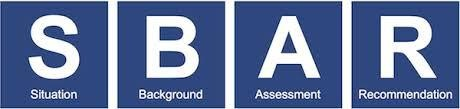 S B A R
Situation Background Assessment Recommendation